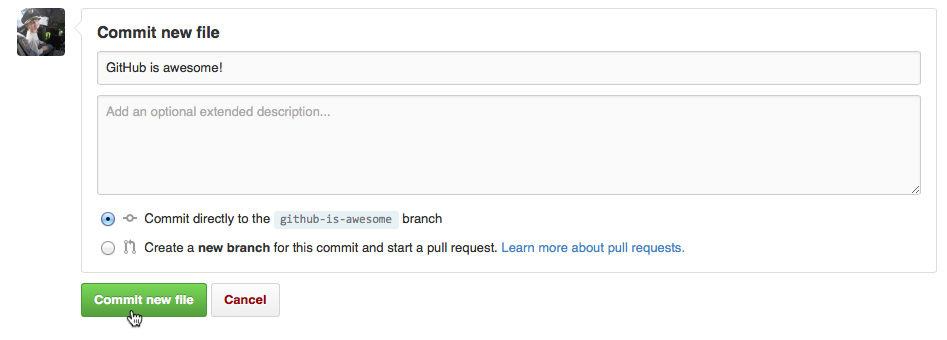 Commit new file
GitHub is awesome!
Add an optional extended description...
Commit directly to the github-is-awesome branch
Create a new branch for this commit and start a pull request. Learn more about pull requests.
Commit new file Cancel